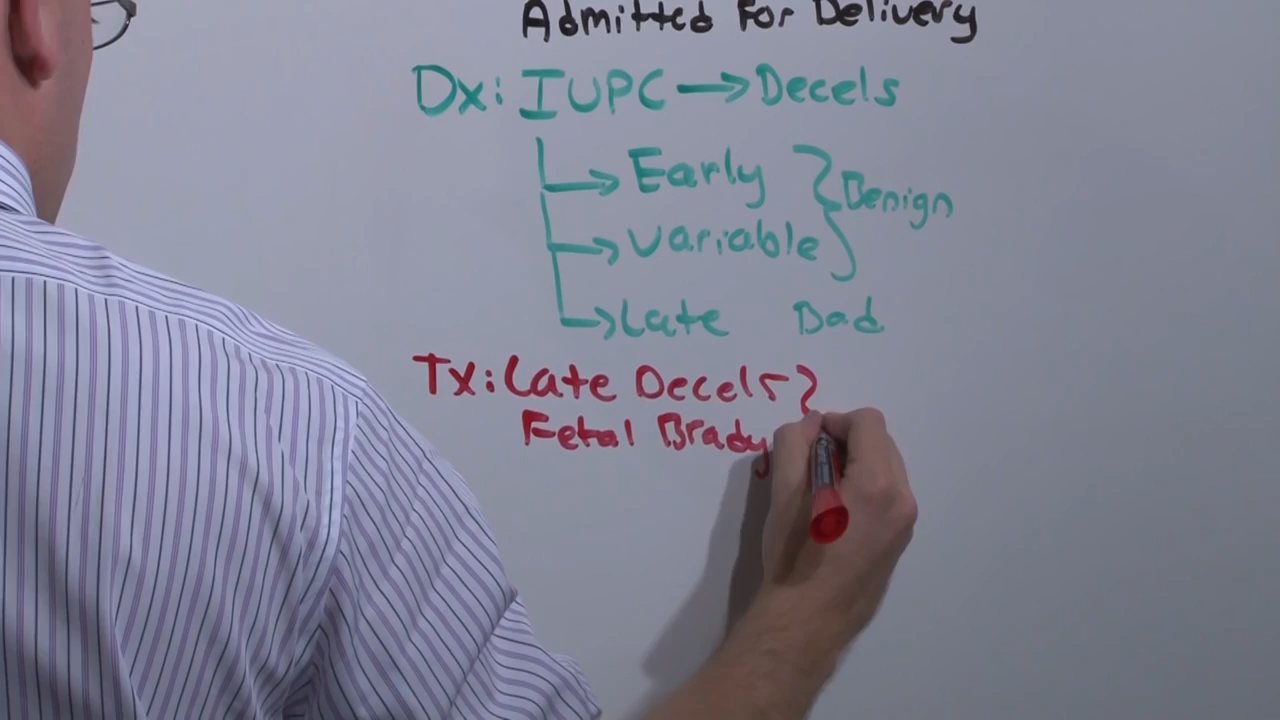 Admitted For Delivery
Dx: IUPC → Decels
→ Early } Benign
→ Variable
→ Late Bad
Tx: Late Decels }
Fetal Brady